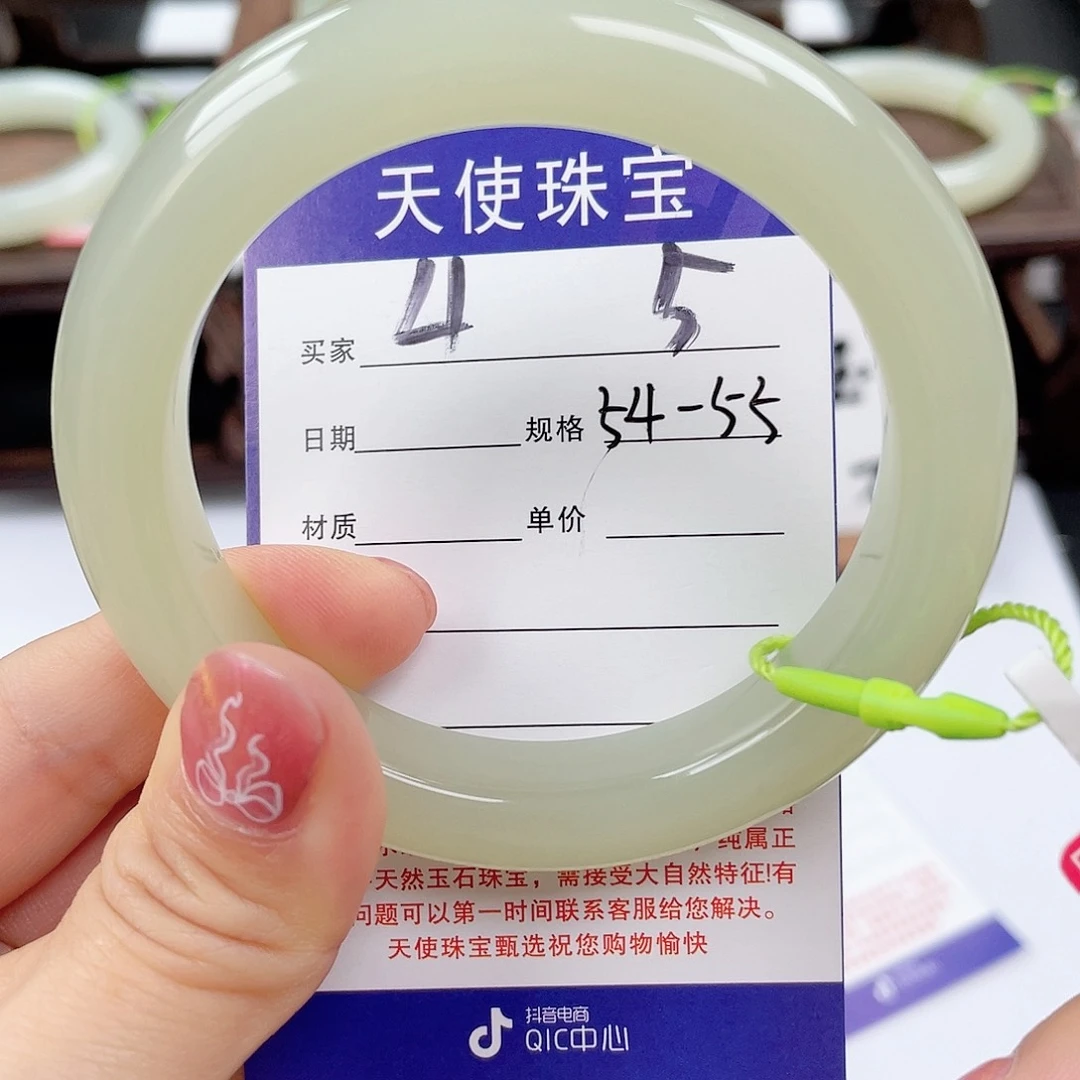 天使珠宝
4 5
买家
日期 规格 54-55
材质 单价
纯属正
天然玉石珠宝，需接受大自然特征!有
问题可以第一时间联系客服给您解决。
天使珠宝甄选祝您购物愉快
抖音电商
QIC中心